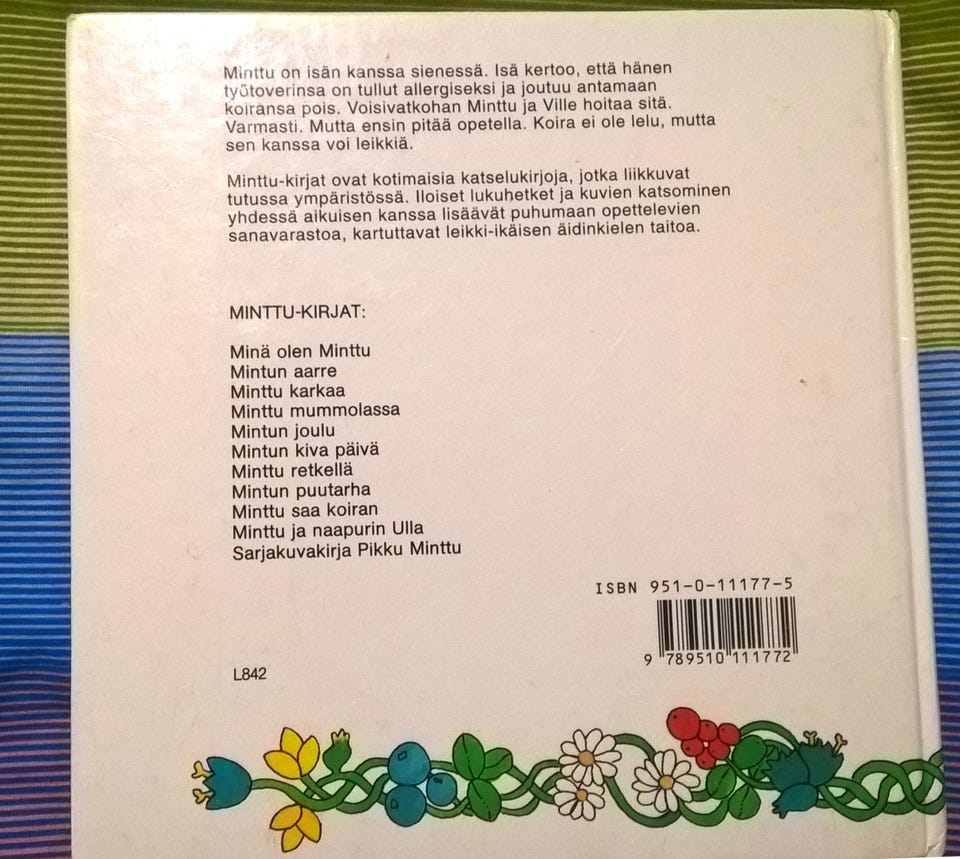 Minttu on isän kanssa sienessä. Isä kertoo, että hänen
työtoverinsa on tullut allergiseksi ja joutuu antamaan
koiransa pois. Voisivatkohan Minttu ja Ville hoitaa sitä.
Varmasti. Mutta ensin pitää opetella. Koira ei ole lelu, mutta
sen kanssa voi leikkiä.
Minttu-kirjat ovat kotimaisia katselukirjoja, jotka liikkuvat
tutussa ympäristössä. Iloiset lukuhetket ja kuvien katsominen
yhdessä aikuisen kanssa lisäävät puhumaan opettelevien
sanavarastoa, kartuttavat leikki-ikäisen äidinkielen taitoa.
MINTTU-KIRJAT:
Minä olen Minttu
Mintun aarre
Minttu karkaa
Minttu mummolassa
Mintun joulu
Mintun kiva päivä
Minttu retkellä
Mintun puutarha
Minttu saa koiran
Minttu ja naapurin Ulla
Sarjakuvakirja Pikku Minttu
ISBN 951-0-11177-5
9 789510 111772
L842